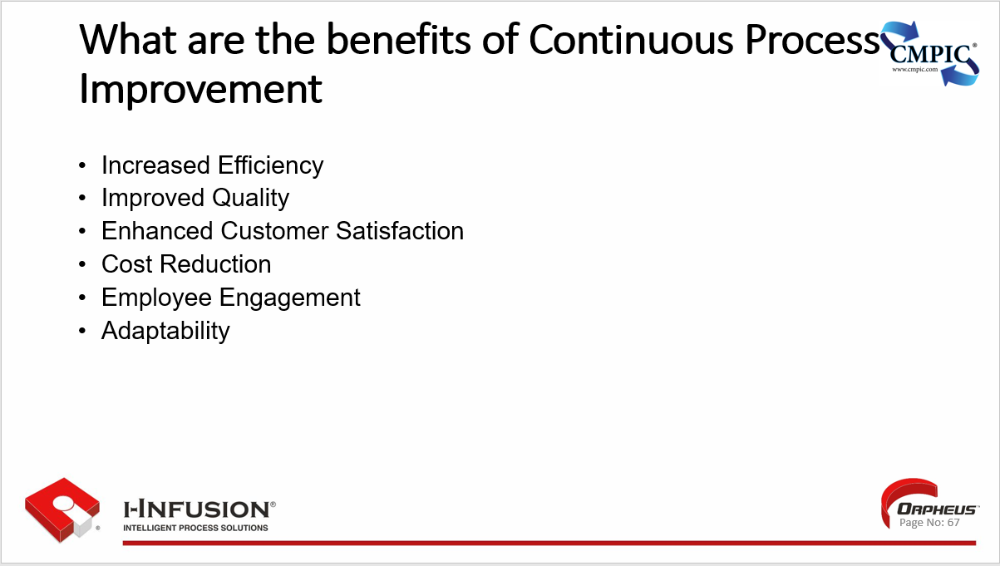 What are the benefits of Continuous Process
Improvement
CMPIC®
www.cmpic.com
• Increased Efficiency
• Improved Quality
• Enhanced Customer Satisfaction
• Cost Reduction
• Employee Engagement
• Adaptability
®
I-INFUSION®
INTELLIGENT PROCESS SOLUTIONS
ORPHEUS™
Page No: 67